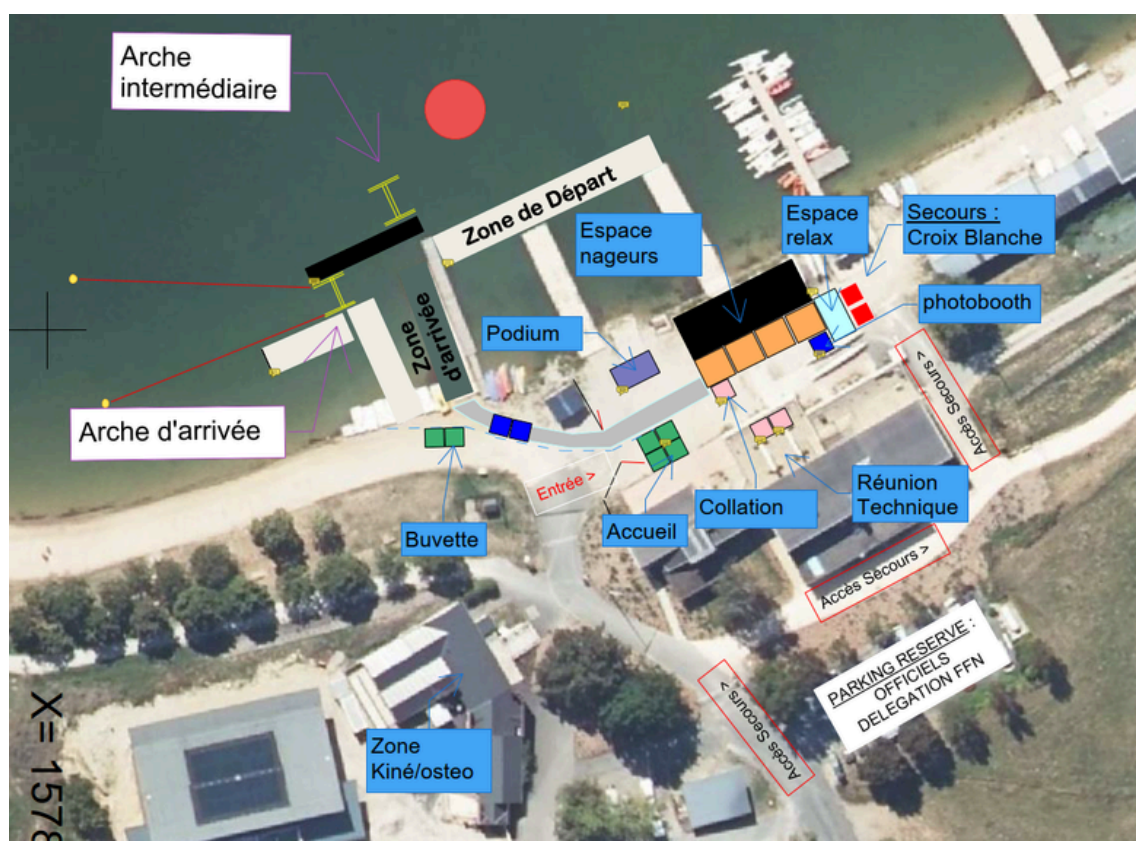 Arche
intermédiaire
Zone de Départ
Espace
nageurs
Espace
relax
Secours :
Croix Blanche
photobooth
Podium
Zone
d'arrivée
Arche d'arrivée
Accès Secours >
Entrée >
Buvette
Accueil
Collation
Réunion
Technique
Accès Secours >
PARKING RESERVE :
OFFICIELS
DELEGATION FFN
Accès Secours >
Zone
Kiné/osteo
X= 1578